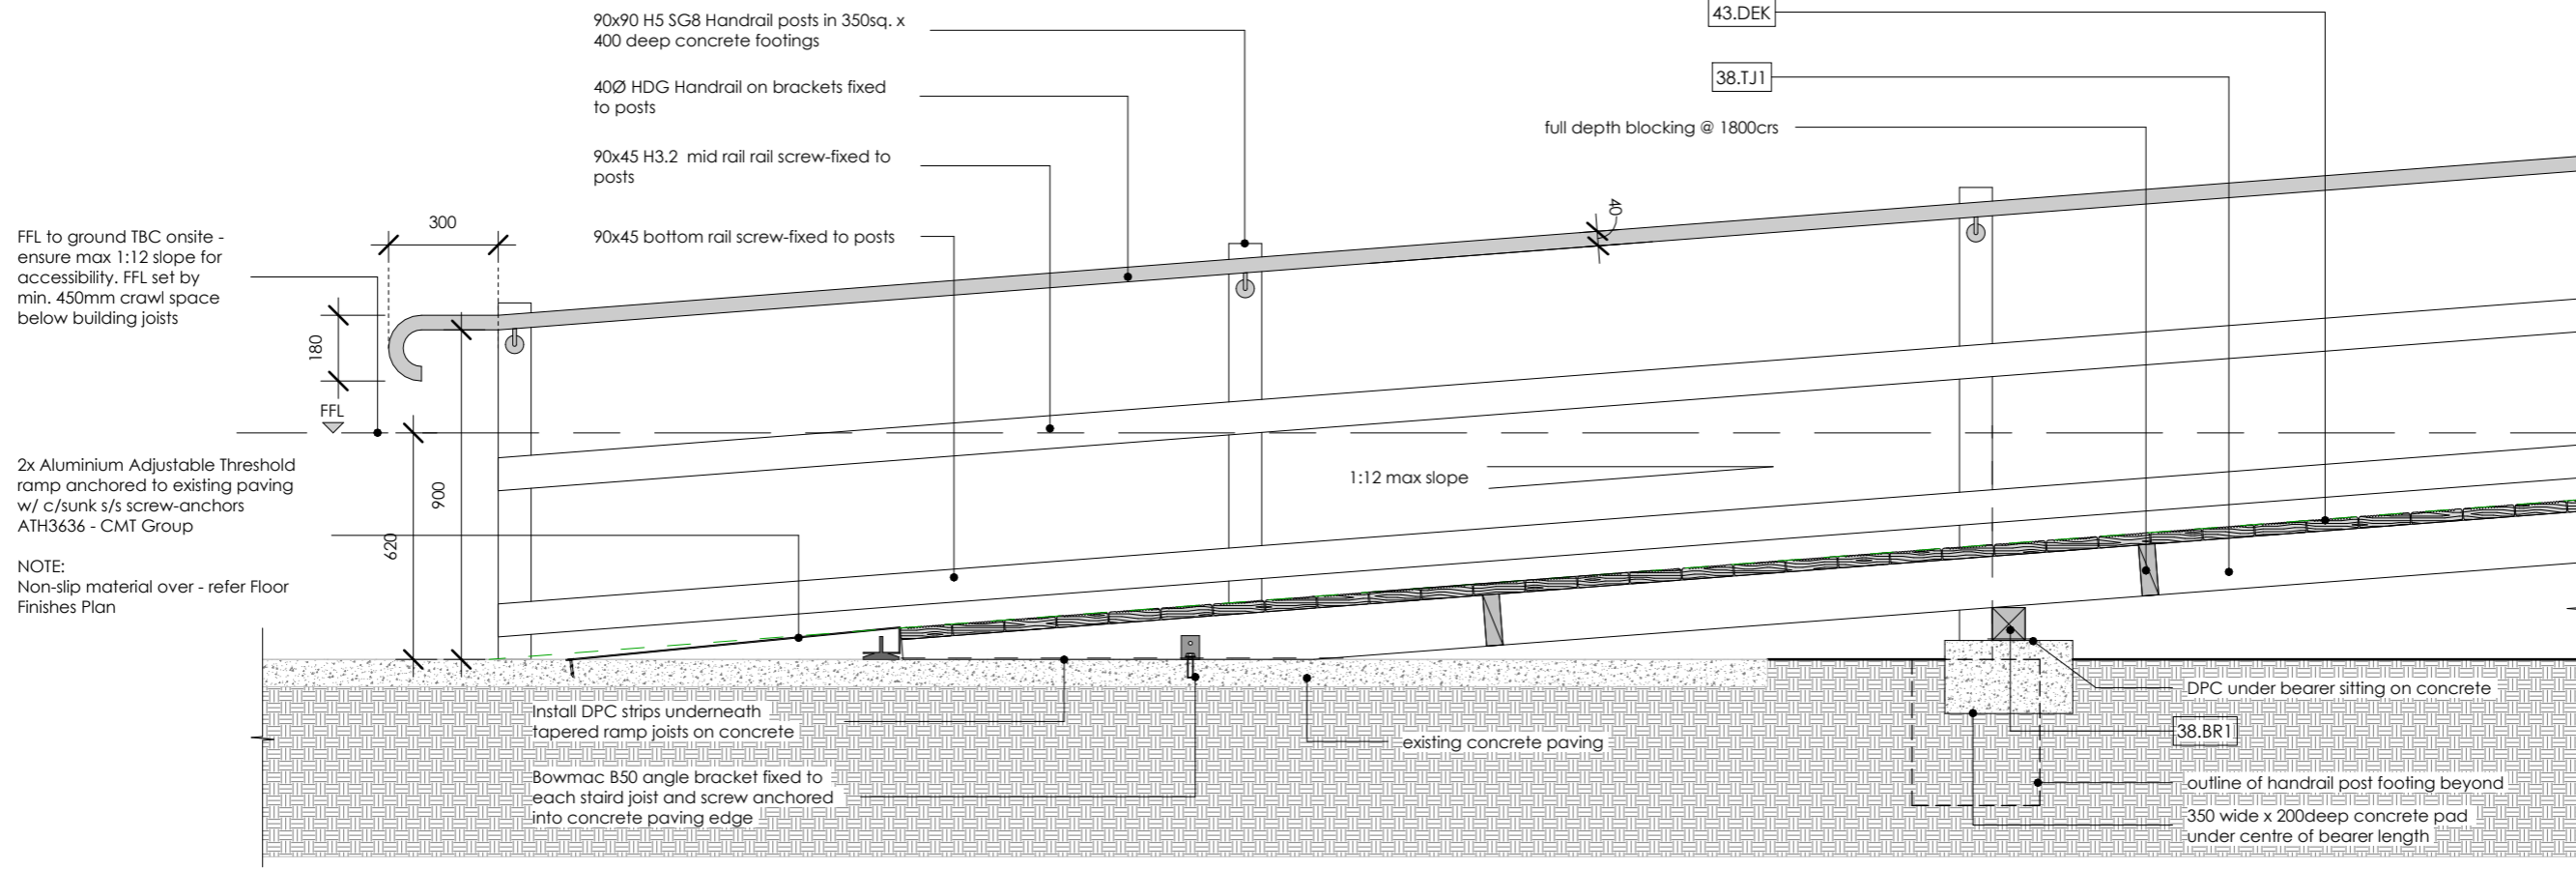 90x90 H5 SG8 Handrail posts in 350sq. x
400 deep concrete footings
40Ø HDG Handrail on brackets fixed
to posts
90x45 H3.2 mid rail rail screw-fixed to
posts
90x45 bottom rail screw-fixed to posts
43.DEK
38.TJ1
full depth blocking @ 1800crs
FFL to ground TBC onsite -
ensure max 1:12 slope for
accessibility. FFL set by
min. 450mm crawl space
below building joists
300
180
FFL
40
900
620
2x Aluminium Adjustable Threshold
ramp anchored to existing paving
w/ c/sunk s/s screw-anchors
ATH3636 - CMT Group
NOTE:
Non-slip material over - refer Floor
Finishes Plan
1:12 max slope
Install DPC strips underneath
tapered ramp joists on concrete
Bowmac B50 angle bracket fixed to
each staird joist and screw anchored
into concrete paving edge
existing concrete paving
DPC under bearer sitting on concrete
38.BR1
outline of handrail post footing beyond
350 wide x 200deep concrete pad
under centre of bearer length